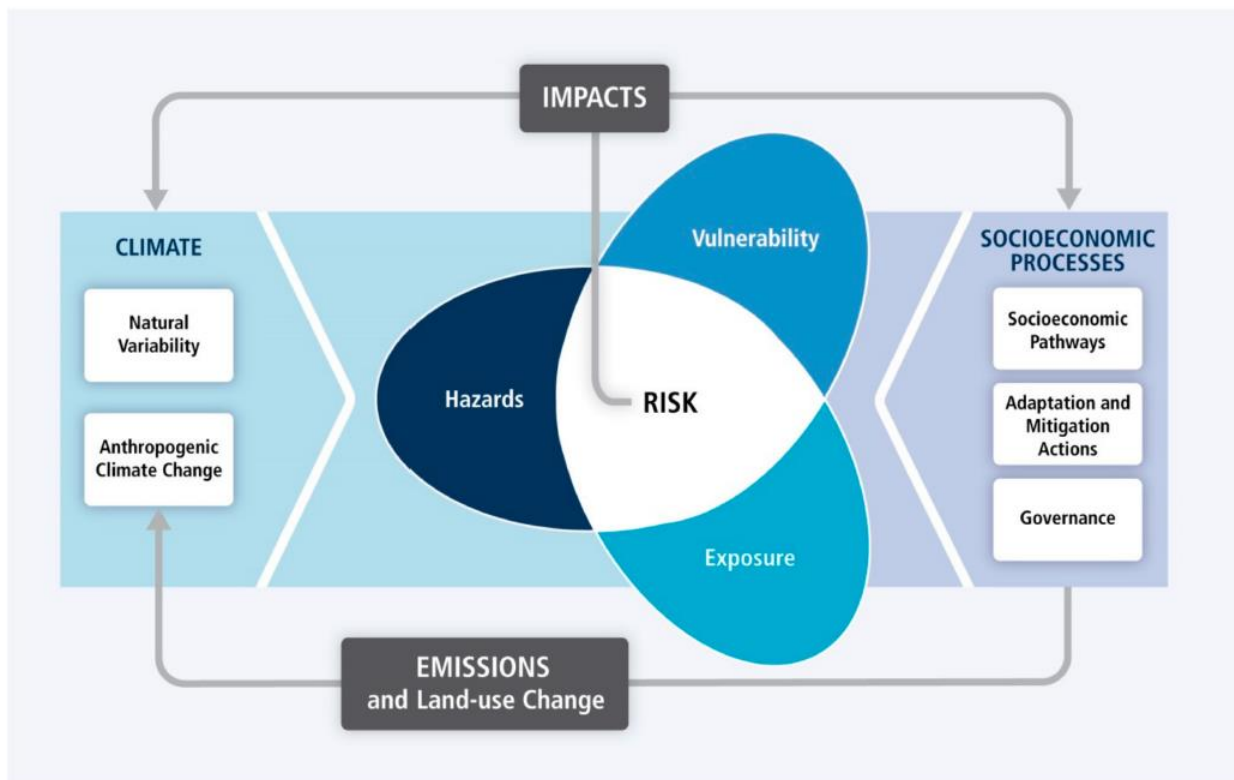 IMPACTS
CLIMATE
Natural
Variability
Anthropogenic
Climate Change
Vulnerability
Hazards
RISK
Exposure
SOCIOECONOMIC
PROCESSES
Socioeconomic
Pathways
Adaptation and
Mitigation
Actions
Governance
EMISSIONS
and Land-use Change